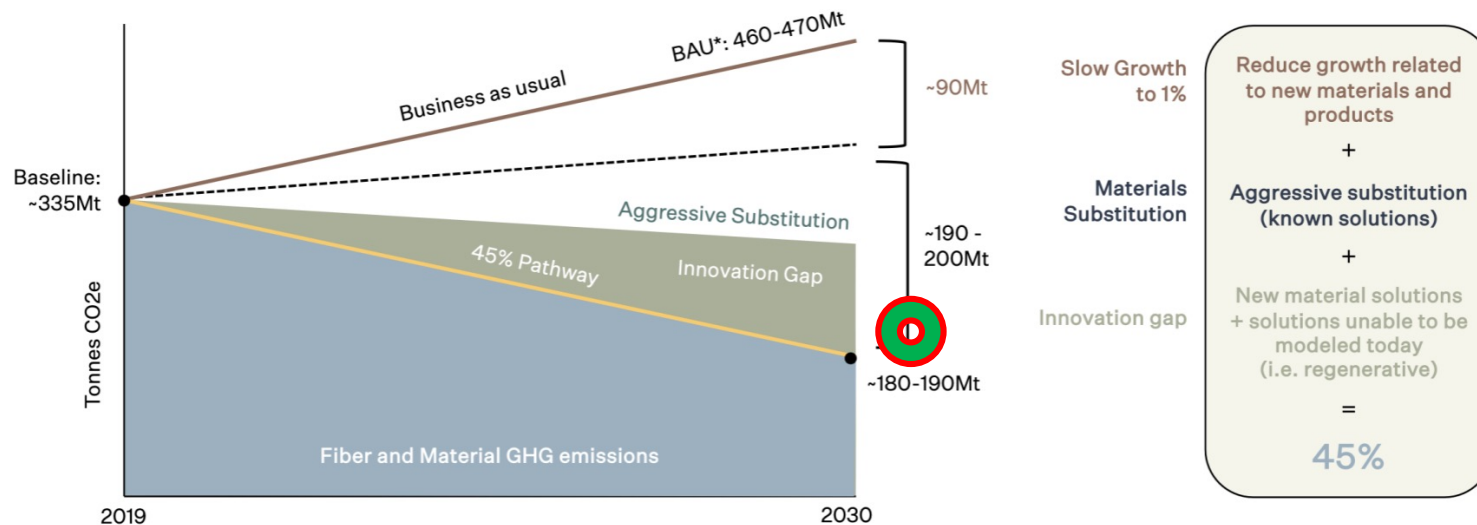 BAU*: 460-470Mt
Business as usual
~90Mt
Baseline:
~335Mt
Aggressive Substitution
45% Pathway
Innovation Gap
~190 -
200Mt
~180-190Mt
Tonnes CO2e
Fiber and Material GHG emissions
2019
2030
Slow Growth
to 1%
Reduce growth related
to new materials and
products
+
Materials
Substitution
Aggressive substitution
(known solutions)
+
Innovation gap
New material solutions
+ solutions unable to be
modeled today
(i.e. regenerative)
=
45%